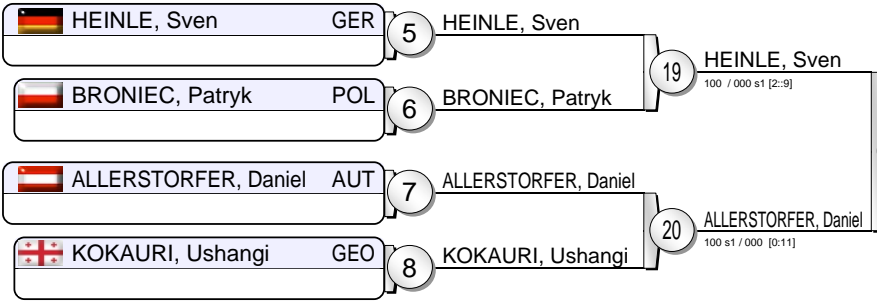 HEINLE, Sven GER
5
HEINLE, Sven
BRONIEC, Patryk POL
6
BRONIEC, Patryk
19
HEINLE, Sven
100 / 000 s1 [2::9]
ALLERSTORFER, Daniel AUT
7
ALLERSTORFER, Daniel
KOKAURI, Ushangi GEO
8
KOKAURI, Ushangi
20
ALLERSTORFER, Daniel
100 s1 / 000 [0:11]